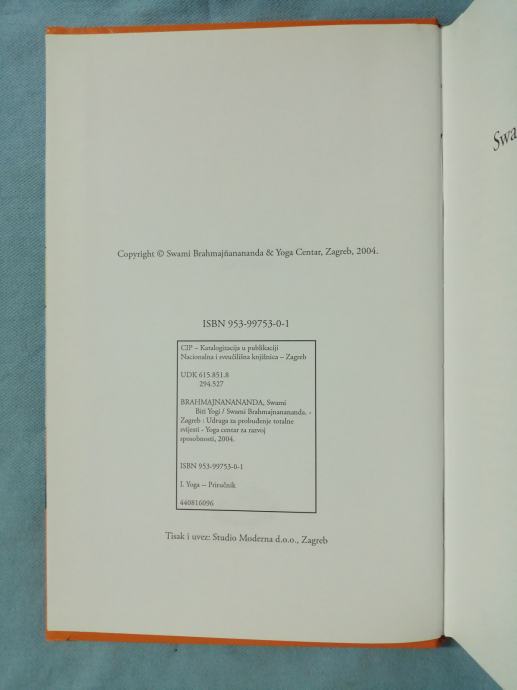 Swa
Copyright © Swami Brahmajñanananda & Yoga Centar, Zagreb, 2004.
ISBN 953-99753-0-1
CIP – Katalogizacija u publikaciji
Nacionalna i sveučilišna knjižnica – Zagreb
UDK 615.851.8
294.527
BRAHMAJNANANANDA, Swami
Biti Yogi / Swami Brahmajnanananda. -
Zagreb : Udruga za probuđenje totalne
svijesti - Yoga centar za razvoj
sposobnosti, 2004.
ISBN 953-99753-0-1
I. Yoga -- Priručnik
440816096
Tisak i uvez: Studio Moderna d.o.o., Zagreb